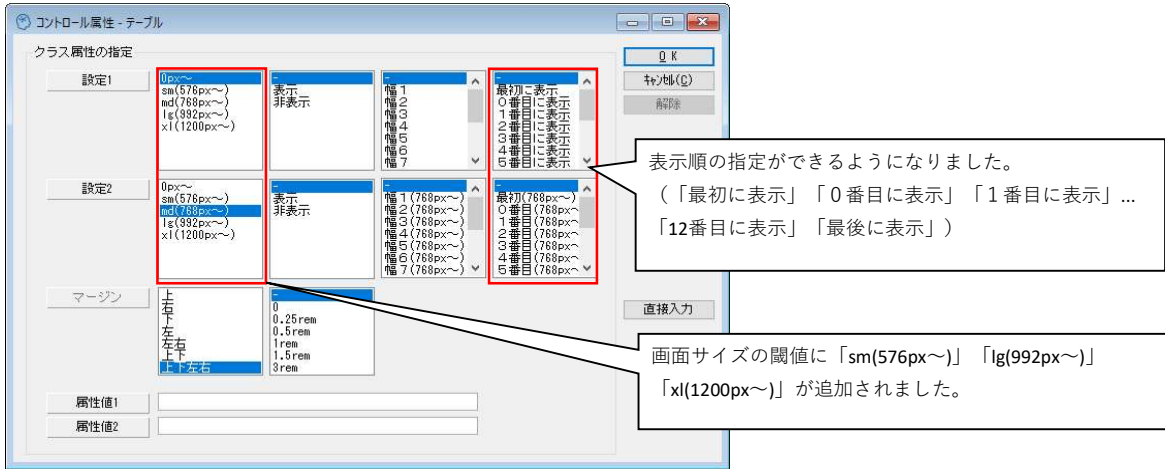 コントロール属性 - テーブル
クラス属性の指定
ＯＫ
キャンセル(C)
解除
設定1
0px～
sm(576px～)
md(768px～)
lg(992px～)
xl(1200px～)
-
表示
非表示
-
幅１
幅２
幅３
幅４
幅５
幅６
幅７
-
最初に表示
０番目に表示
１番目に表示
２番目に表示
３番目に表示
４番目に表示
５番目に表示
表示順の指定ができるようになりました。
（「最初に表示」「０番目に表示」「１番目に表示」...
「12番目に表示」「最後に表示」）
設定2
0px～
sm(576px～)
md(768px～)
lg(992px～)
xl(1200px～)
-
表示
非表示
-
幅１(768px～)
幅２(768px～)
幅３(768px～)
幅４(768px～)
幅５(768px～)
幅６(768px～)
幅７(768px～)
-
最初(768px～)
０番目(768px～
１番目(768px～
２番目(768px～
３番目(768px～
４番目(768px～
５番目(768px～
マージン
上
右
下
左
左右
上下
上下左右
-
0
0.25rem
0.5rem
1rem
1.5rem
3rem
直接入力
画面サイズの閾値に「sm(576px～)」「lg(992px～)」
「xl(1200px～)」が追加されました。
属性値1
属性値2